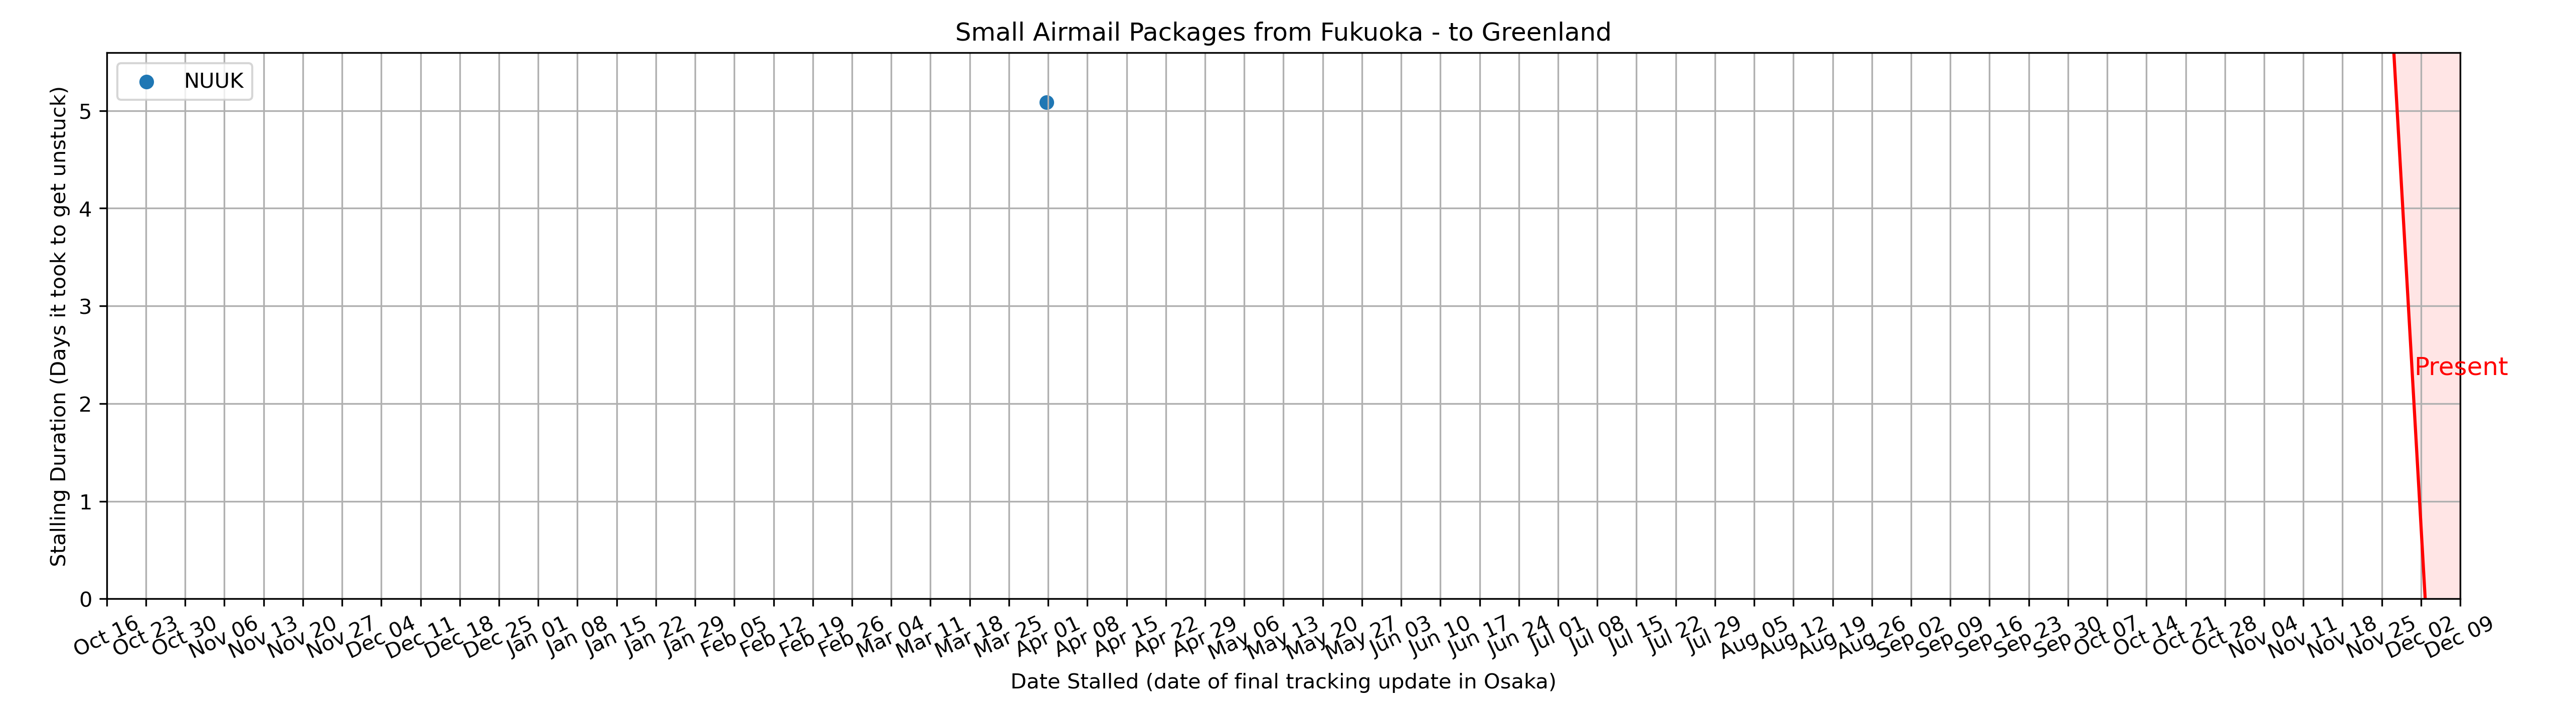 Small Airmail Packages from Fukuoka - to Greenland
NUUK
Stalling Duration (Days it took to get unstuck)
5
4
3
2
1
0
Present
Oct 16
Oct 23
Oct 30
Nov 06
Nov 13
Nov 20
Nov 27
Dec 04
Dec 11
Dec 18
Dec 25
Jan 01
Jan 08
Jan 15
Jan 22
Jan 29
Feb 05
Feb 12
Feb 19
Feb 26
Mar 04
Mar 11
Mar 18
Mar 25
Apr 01
Apr 08
Apr 15
Apr 22
Apr 29
May 06
May 13
May 20
May 27
Jun 03
Jun 10
Jun 17
Jun 24
Jul 01
Jul 08
Jul 15
Jul 22
Jul 29
Aug 05
Aug 12
Aug 19
Aug 26
Sep 02
Sep 09
Sep 16
Sep 23
Sep 30
Oct 07
Oct 14
Oct 21
Oct 28
Nov 04
Nov 11
Nov 18
Nov 25
Dec 02
Dec 09
Date Stalled (date of final tracking update in Osaka)